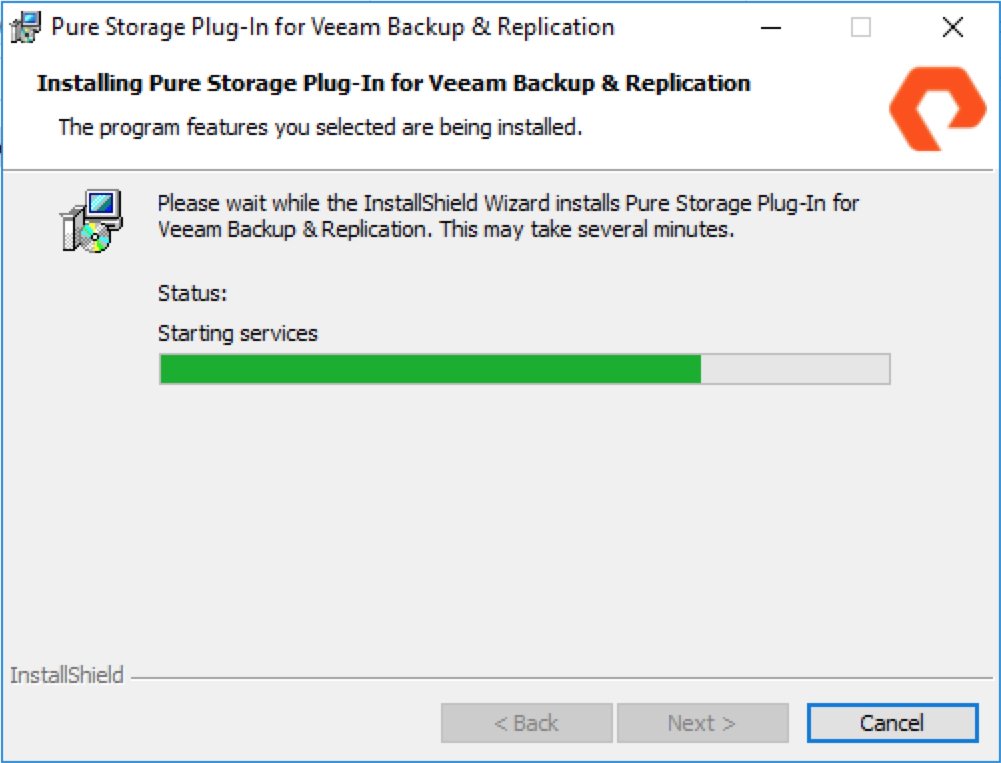 Pure Storage Plug-In for Veeam Backup & Replication
Installing Pure Storage Plug-In for Veeam Backup & Replication
The program features you selected are being installed.
Please wait while the InstallShield Wizard installs Pure Storage Plug-In for
Veeam Backup & Replication. This may take several minutes.
Status:
Starting services
InstallShield
< Back
Next >
Cancel